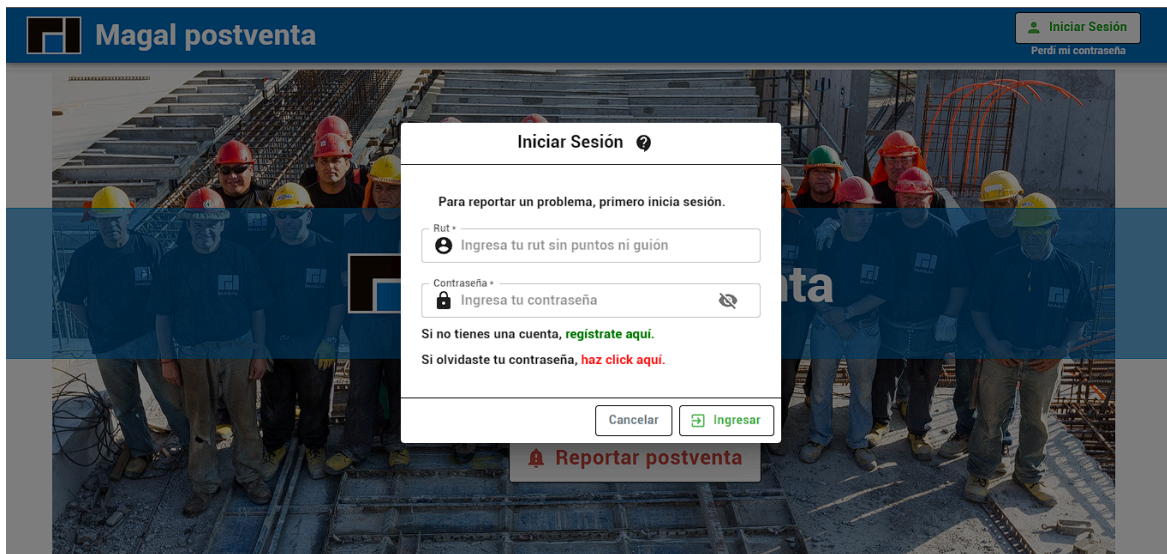 Magal postventa
Iniciar Sesión
Perdí mi contraseña
Iniciar Sesión
Para reportar un problema, primero inicia sesión.
Rut *
Ingresa tu rut sin puntos ni guión
Contraseña *
Ingresa tu contraseña
Si no tienes una cuenta, regístrate aquí.
Si olvidaste tu contraseña, haz click aquí.
Cancelar
Ingresar
nta
Reportar postventa